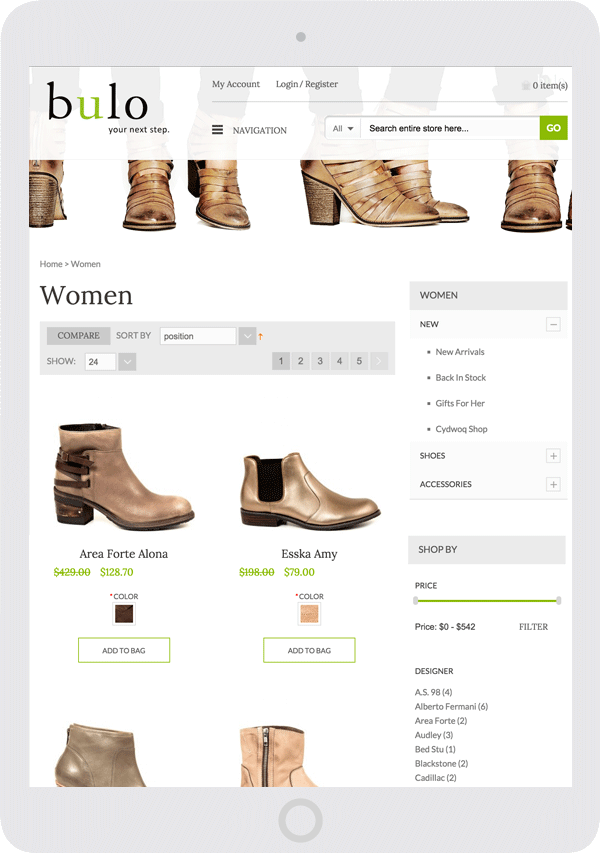 bulo
your next step.
My Account
Login / Register
0 item(s)
NAVIGATION
All
Search entire store here...
GO
Home > Women
Women
COMPARE
SORT BY
position
SHOW:
24
1 2 3 4 5
Area Forte Alona
$429.00 $128.70
*COLOR
ADD TO BAG
Esska Amy
$198.00 $79.00
*COLOR
ADD TO BAG
WOMEN
NEW
New Arrivals
Back In Stock
Gifts For Her
Cydwoq Shop
SHOES
ACCESSORIES
SHOP BY
PRICE
Price: $0 - $542
FILTER
DESIGNER
A.S. 98 (4)
Alberto Fermani (6)
Area Forte (2)
Audley (3)
Bed Stu (1)
Blackstone (2)
Cadillac (2)